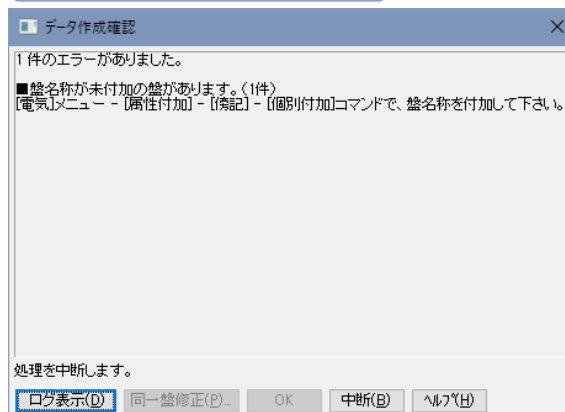 データ作成確認
1 件のエラーがありました。
■盤名称が未付加の盤があります。(1件)
[電気]メニュー - [属性付加] - [傍記] - [個別付加]コマンドで、盤名称を付加して下さい。
処理を中断します。
ログ表示(D)
同一盤修正(P)...
OK
中断(B)
ヘルプ(H)